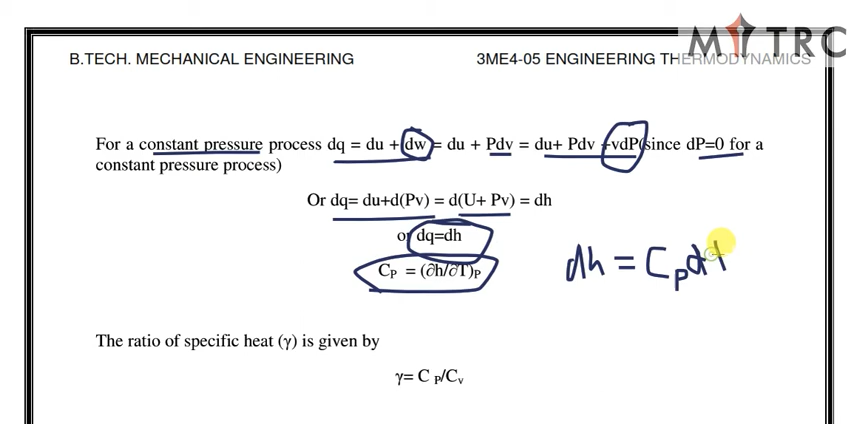 MITRC
B.TECH. MECHANICAL ENGINEERING 3ME4-05 ENGINEERING THERMODYNAMICS
For a constant pressure process dq = du + dw = du + Pdv = du+ Pdv +vdP(since dP=0 for a
constant pressure process)
Or dq= du+d(Pv) = d(U+ Pv) = dh
or dq=dh
Cₚ = (∂h/∂T)ₚ
dh = CₚdT
The ratio of specific heat (γ) is given by
γ= C ₚ/Cᵥ